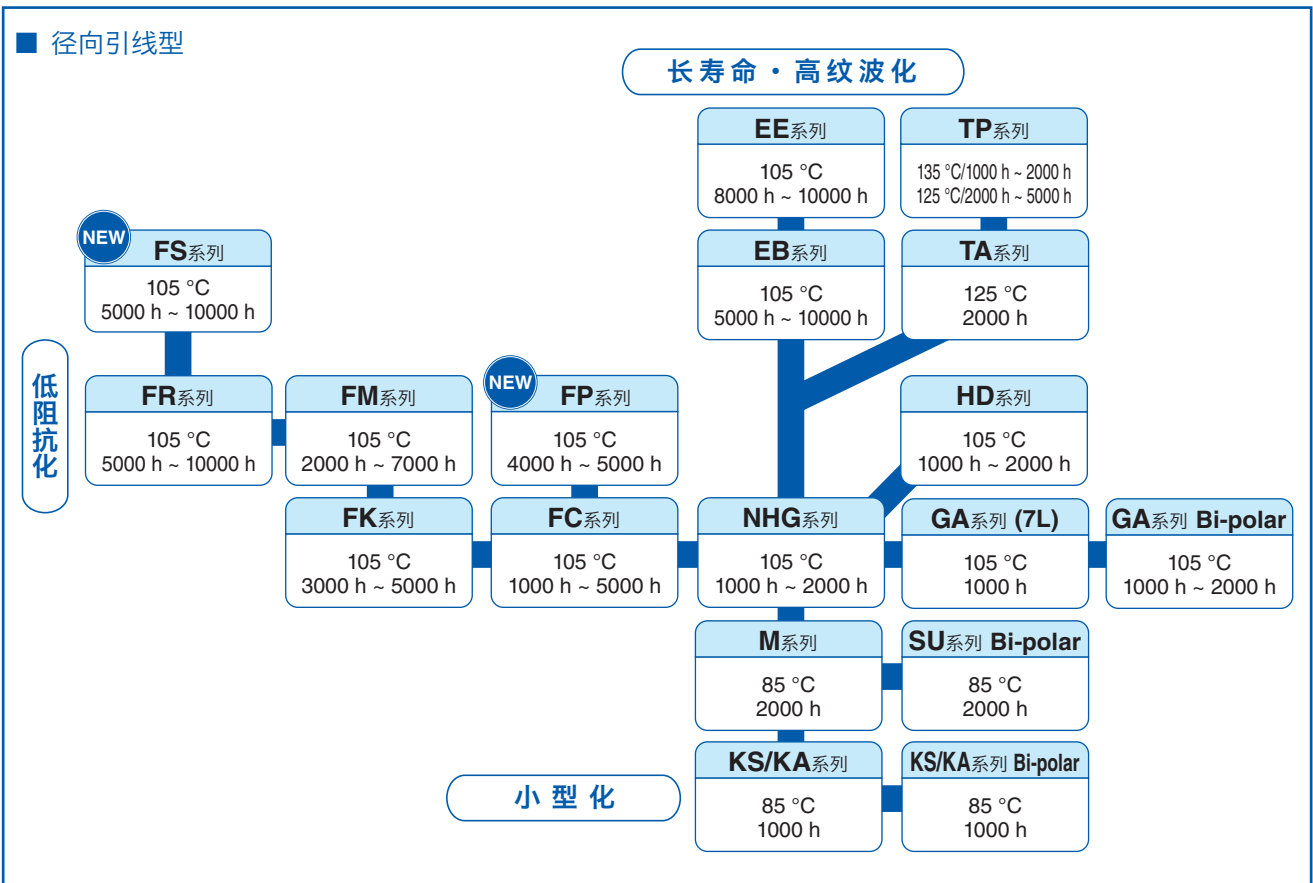 ■ 径向引线型
长寿命・高纹波化
EE系列
105 °C
8000 h ~ 10000 h
TP系列
135 °C/1000 h ~ 2000 h
125 °C/2000 h ~ 5000 h
NEW
FS系列
105 °C
5000 h ~ 10000 h
EB系列
105 °C
5000 h ~ 10000 h
TA系列
125 °C
2000 h
低阻抗化
FR系列
105 °C
5000 h ~ 10000 h
FM系列
105 °C
2000 h ~ 7000 h
NEW
FP系列
105 °C
4000 h ~ 5000 h
HD系列
105 °C
1000 h ~ 2000 h
FK系列
105 °C
3000 h ~ 5000 h
FC系列
105 °C
1000 h ~ 5000 h
NHG系列
105 °C
1000 h ~ 2000 h
GA系列 (7L)
105 °C
1000 h
GA系列 Bi-polar
105 °C
1000 h ~ 2000 h
M系列
85 °C
2000 h
SU系列 Bi-polar
85 °C
2000 h
小型化
KS/KA系列
85 °C
1000 h
KS/KA系列 Bi-polar
85 °C
1000 h